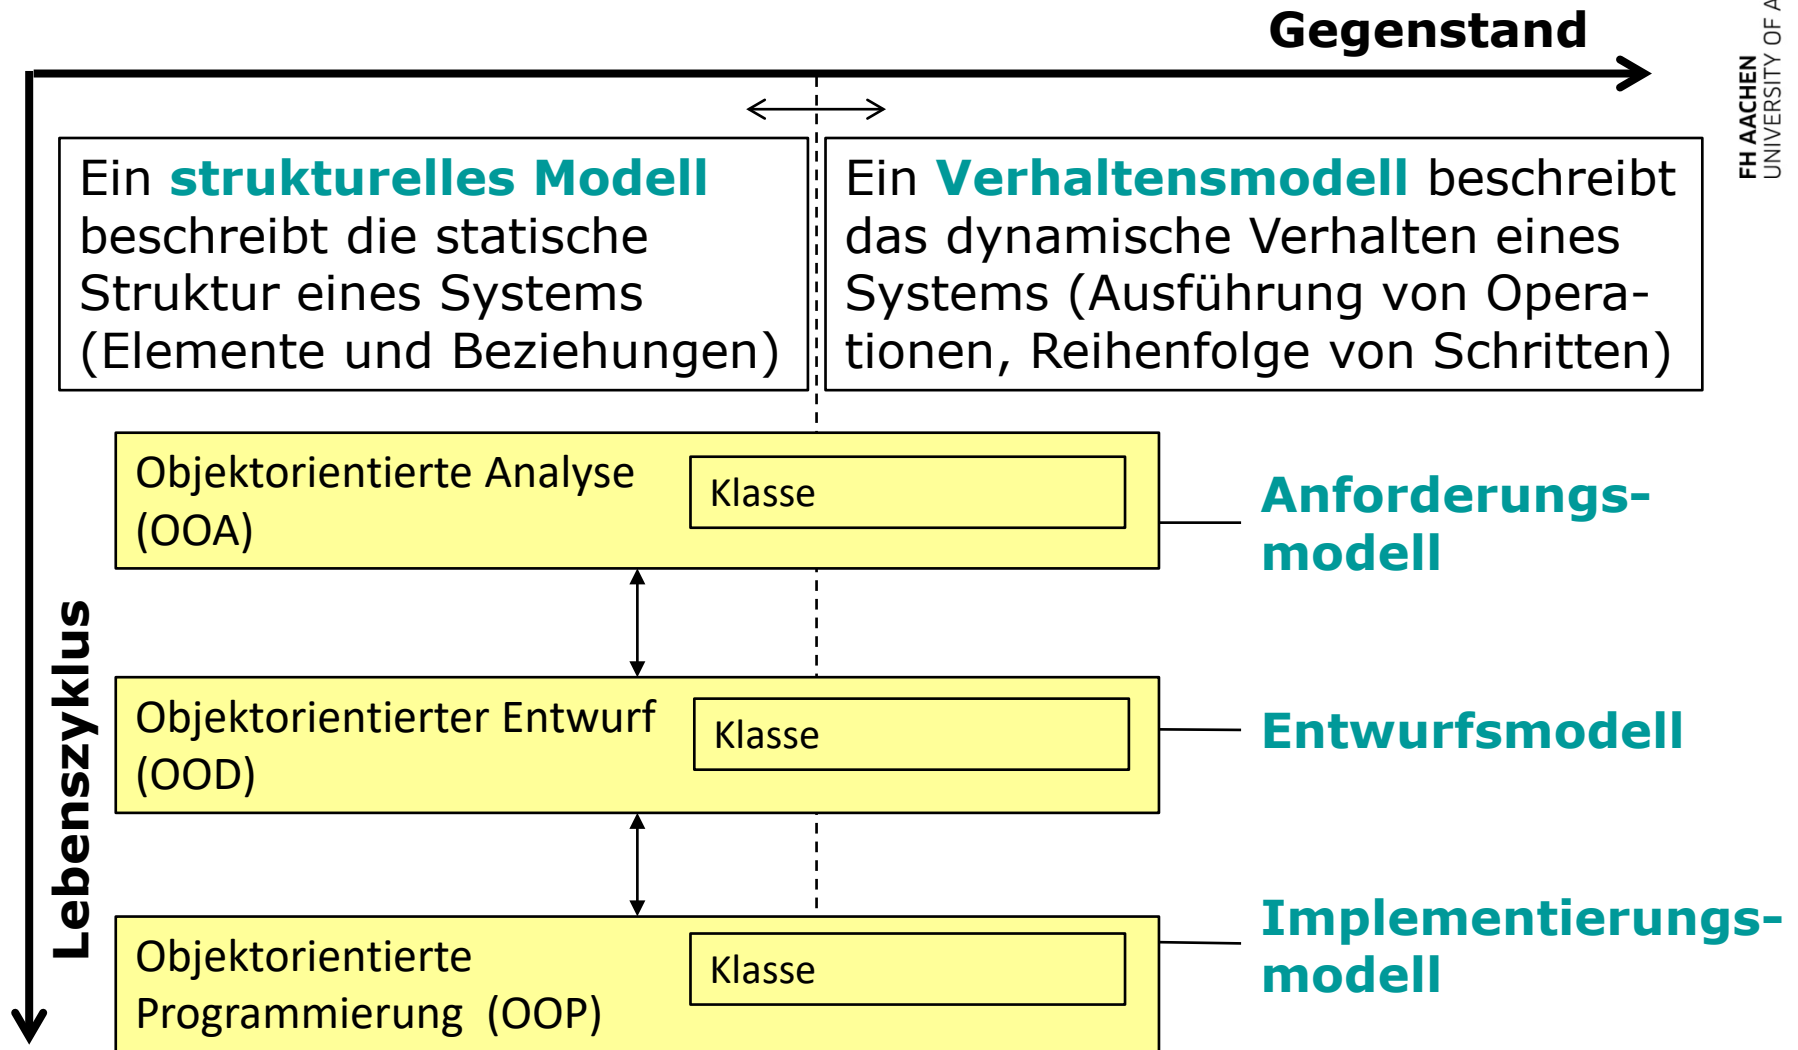 Gegenstand
FH AACHEN
UNIVERSITY OF A
Ein strukturelles Modell
beschreibt die statische
Struktur eines Systems
(Elemente und Beziehungen)
Ein Verhaltensmodell beschreibt
das dynamische Verhalten eines
Systems (Ausführung von Opera-
tionen, Reihenfolge von Schritten)
Lebenszyklus
Objektorientierte Analyse
(OOA)
Klasse
Anforderungs-
modell
Objektorientierter Entwurf
(OOD)
Klasse
Entwurfsmodell
Objektorientierte
Programmierung (OOP)
Klasse
Implementierungs-
modell